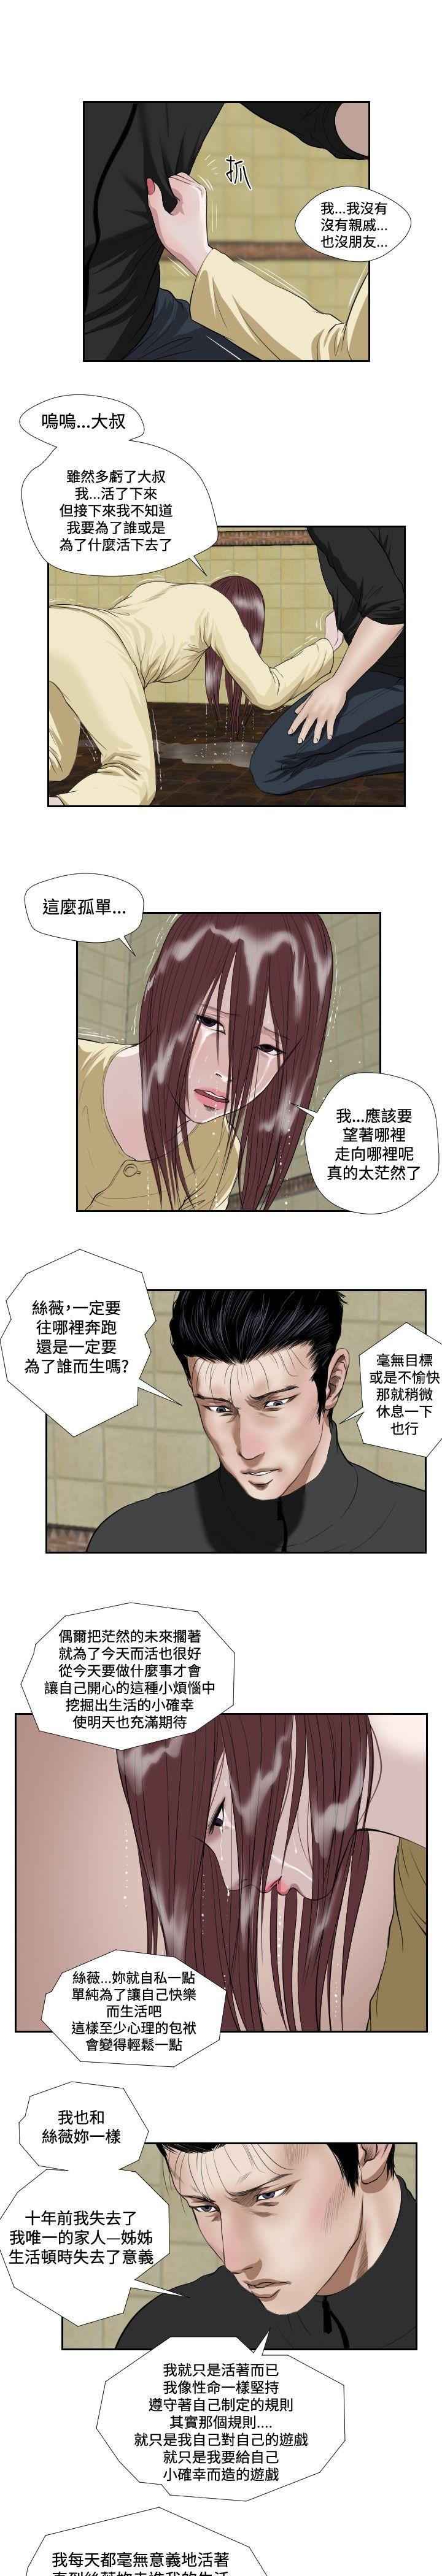 抓
我...我沒有
沒有親戚...
也沒朋友...
嗚嗚...大叔
雖然多虧了大叔
我...活了下來
但接下來我不知道
我要為了誰或是
為了什麼活下去了
這麼孤單...
我...應該要
望著哪裡
走向哪裡呢
真的太茫然了
絲薇，一定要
往哪裡奔跑
還是一定要
為了誰而生嗎?
毫無目標
或是不愉快
那就稍微
休息一下
也行
偶爾把茫然的未來擱著
就為了今天而活也很好
從今天要做什麼事才會
讓自己開心的這種小煩惱中
挖掘出生活的小確幸
使明天也充滿期待
絲薇...妳就自私一點
單純為了讓自己快樂
而生活吧
這樣至少心理的包袱
會變得輕鬆一點
我也和
絲薇妳一樣
十年前我失去了
我唯一的家人—姊姊
生活頓時失去了意義
我就只是活著而已
我像性命一樣堅持
遵守著自己制定的規則
其實那個規則....
就只是我自己對自己的遊戲
就只是我要給自己
小確幸而造的遊戲
我每天都毫無意義地活著